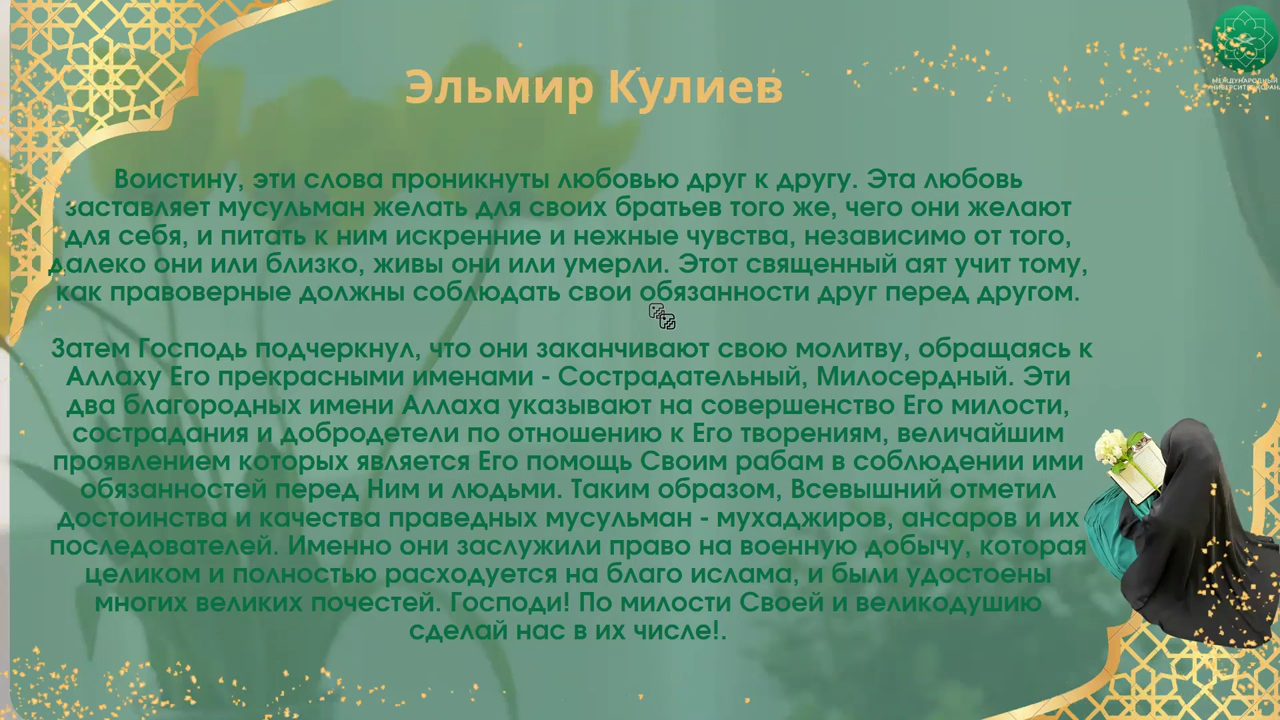 МЕЖДУНАРОДНЫЙ
УНИВЕРСИТЕТ КОРАНА
Эльмир Кулиев
Воистину, эти слова проникнуты любовью друг к другу. Эта любовь
заставляет мусульман желать для своих братьев того же, чего они желают
для себя, и питать к ним искренние и нежные чувства, независимо от того,
далеко они или близко, живы они или умерли. Этот священный аят учит тому,
как правоверные должны соблюдать свои обязанности друг перед другом.
Затем Господь подчеркнул, что они заканчивают свою молитву, обращаясь к
Аллаху Его прекрасными именами - Сострадательный, Милосердный. Эти
два благородных имени Аллаха указывают на совершенство Его милости,
сострадания и добродетели по отношению к Его творениям, величайшим
проявлением которых является Его помощь Своим рабам в соблюдении ими
обязанностей перед Ним и людьми. Таким образом, Всевышний отметил
достоинства и качества праведных мусульман - мухаджиров, ансаров и их
последователей. Именно они заслужили право на военную добычу, которая
целиком и полностью расходуется на благо ислама, и были удостоены
многих великих почестей. Господи! По милости Своей и великодушию
сделай нас в их числе!.